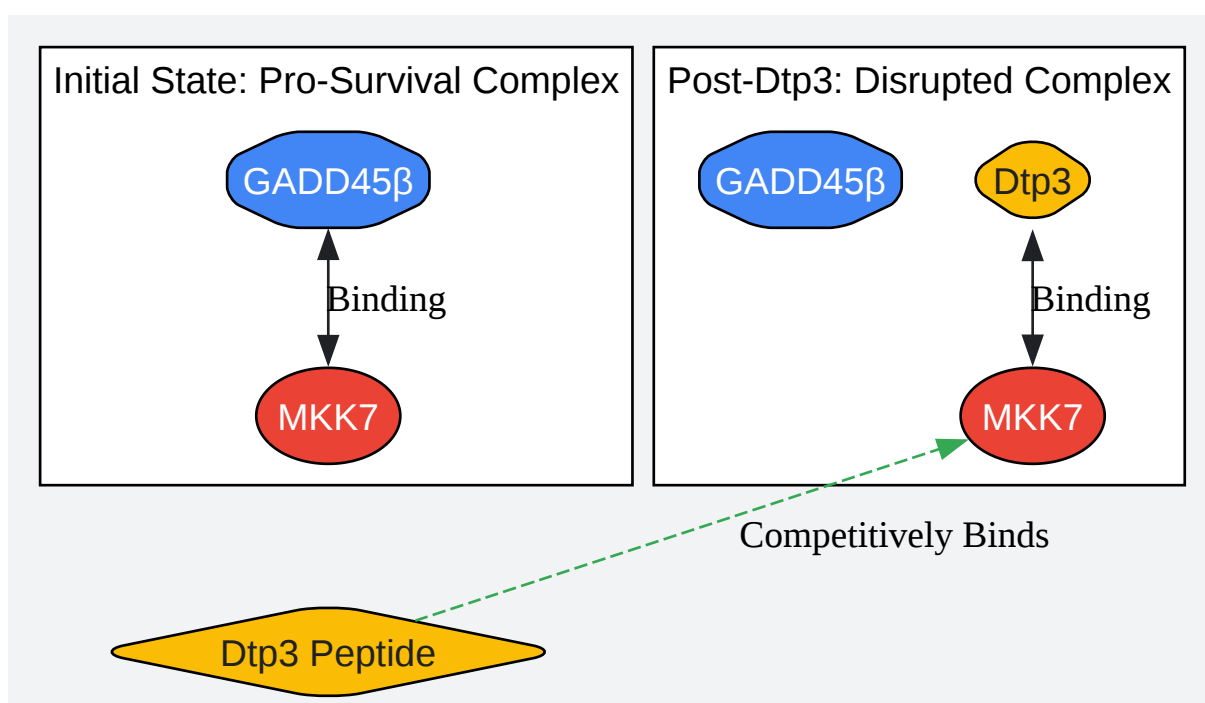 Initial State: Pro-Survival Complex
GADD45β
Binding
MKK7
Post-Dtp3: Disrupted Complex
GADD45β
Dtp3
Binding
MKK7
Competitively Binds
Dtp3 Peptide